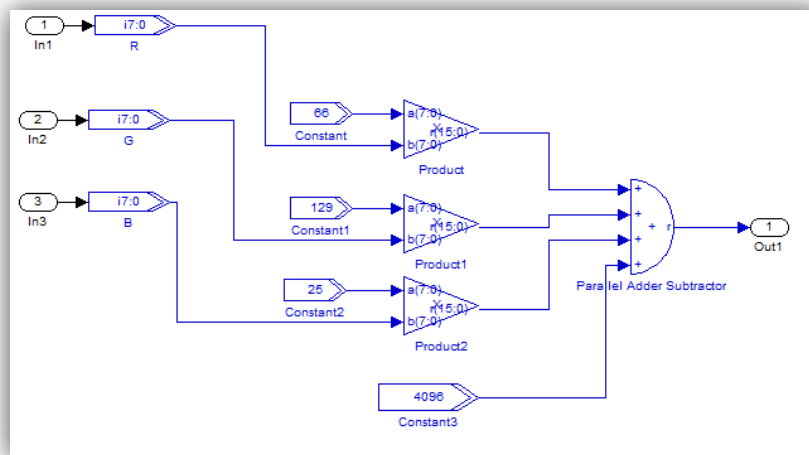 1
i7:0
In1
R
2
i7:0
In2
G
66
a(7:0)
X
r(15:0)
b(7:0)
Constant
Product
3
i7:0
In3
B
129
a(7:0)
X
r(15:0)
b(7:0)
Constant1
Product1
25
a(7:0)
X
r(15:0)
b(7:0)
Constant2
Product2
+
+
+
+
+ r
1
Out1
Parallel Adder Subtractor
4096
Constant3